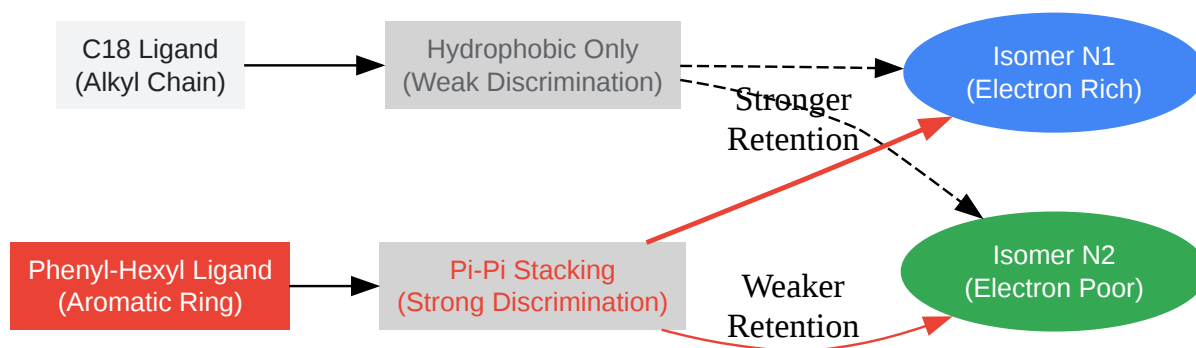 C18 Ligand
(Alkyl Chain)
Hydrophobic Only
(Weak Discrimination)
Stronger
Retention
Isomer N1
(Electron Rich)
Phenyl-Hexyl Ligand
(Aromatic Ring)
Pi-Pi Stacking
(Strong Discrimination)
Weaker
Retention
Isomer N2
(Electron Poor)